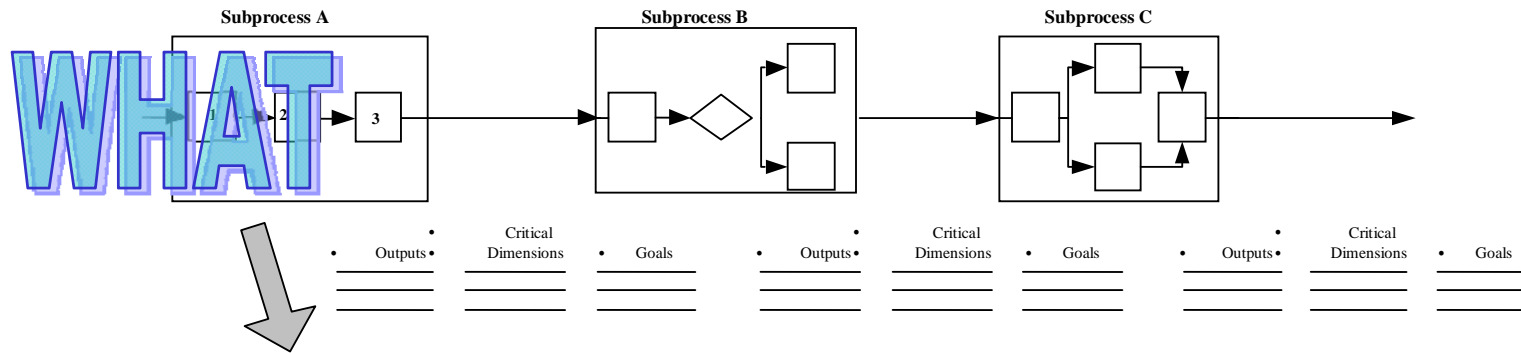 Subprocess A
Subprocess B
Subprocess C
WHAT
1
2
3
• Outputs
• Critical
• Dimensions
• Goals
• Outputs
• Critical
• Dimensions
• Goals
• Outputs
• Critical
• Dimensions
• Goals